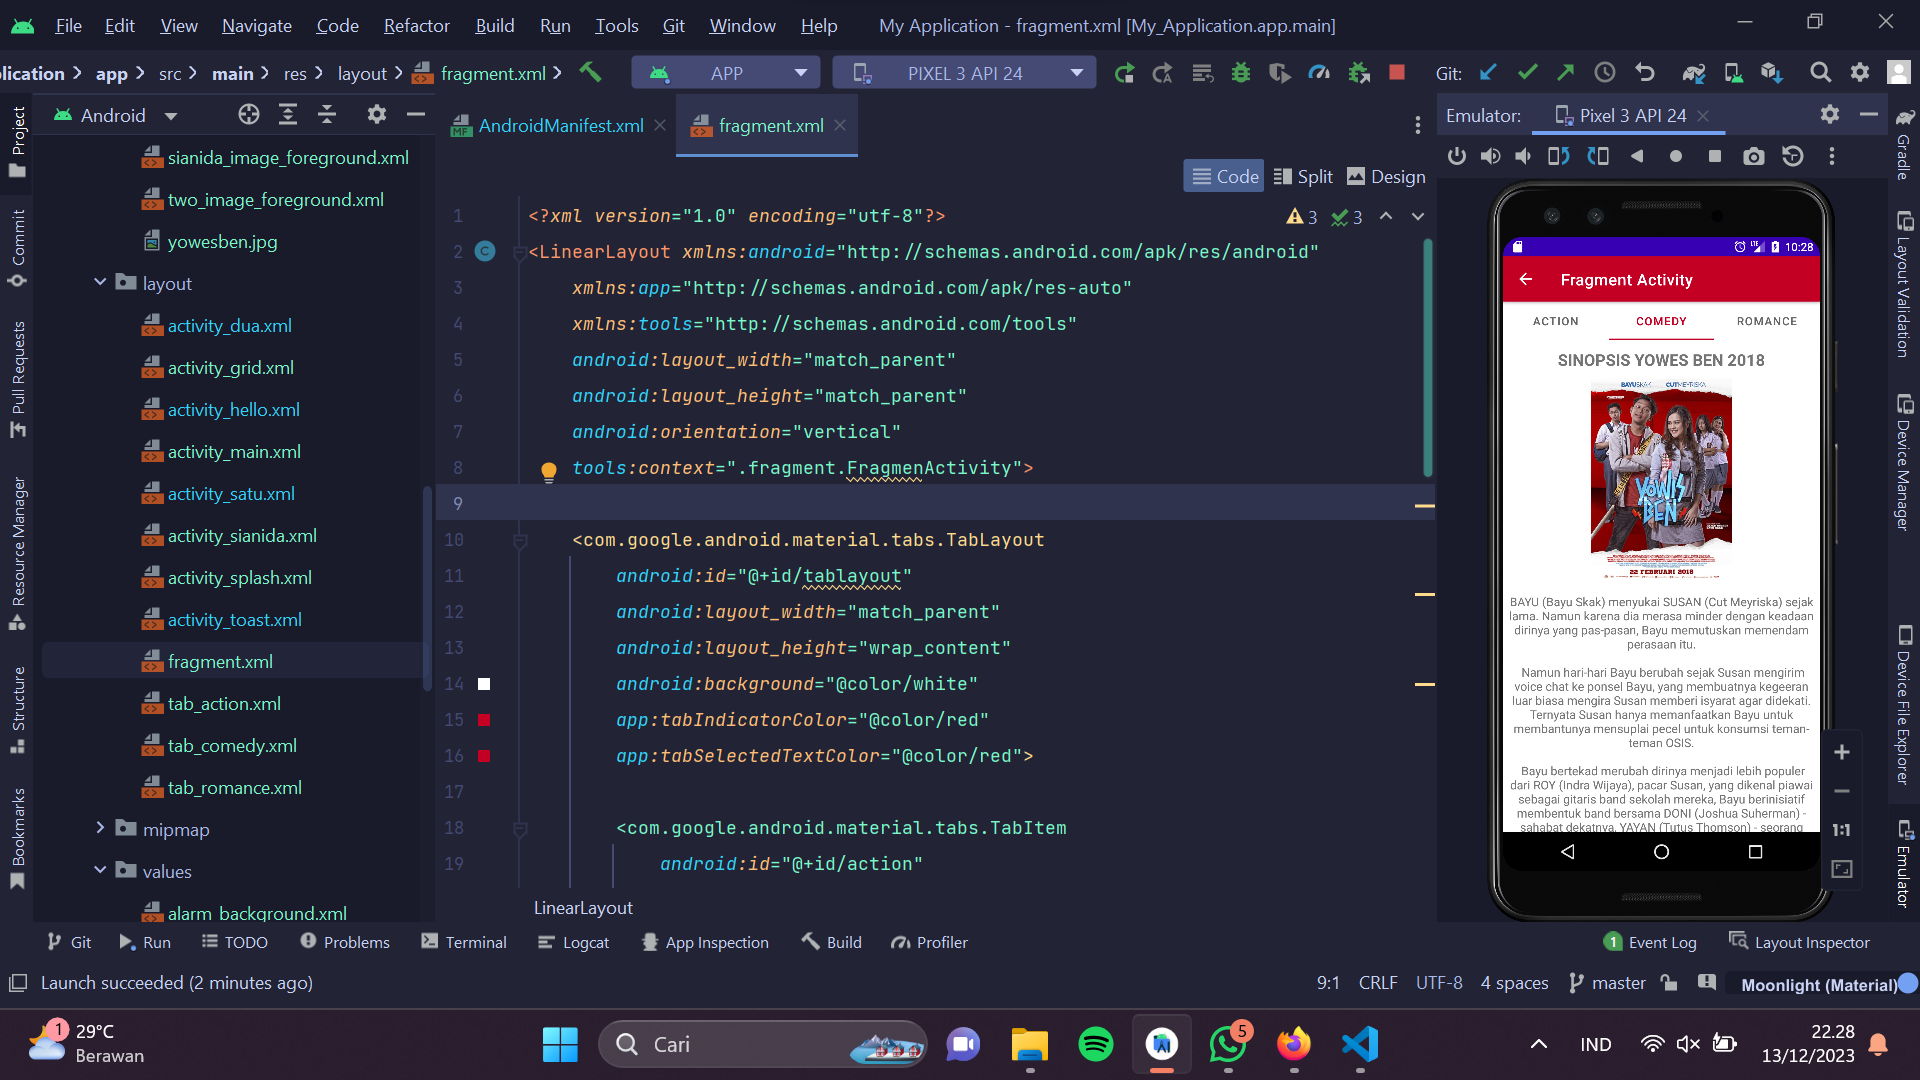 File Edit View Navigate Code Refactor Build Run Tools Git Window Help My Application - fragment.xml [My_Application.app.main]
lication app src main res layout fragment.xml APP PIXEL 3 API 24 Git:
Android
AndroidManifest.xml fragment.xml
Emulator: Pixel 3 API 24
Code Split Design
Project
Commit
Pull Requests
Resource Manager
Structure
Bookmarks
sianida_image_foreground.xml
two_image_foreground.xml
yowesben.jpg
layout
activity_dua.xml
activity_grid.xml
activity_hello.xml
activity_main.xml
activity_satu.xml
activity_sianida.xml
activity_splash.xml
activity_toast.xml
fragment.xml
tab_action.xml
tab_comedy.xml
tab_romance.xml
mipmap
values
alarm_background.xml
3 3
1 <?xml version="1.0" encoding="utf-8"?>
2 <LinearLayout xmlns:android="http://schemas.android.com/apk/res/android"
3 xmlns:app="http://schemas.android.com/apk/res-auto"
4 xmlns:tools="http://schemas.android.com/tools"
5 android:layout_width="match_parent"
6 android:layout_height="match_parent"
7 android:orientation="vertical"
8 tools:context=".fragment.FragmenActivity">
9
10 <com.google.android.material.tabs.TabLayout
11 android:id="@+id/tablayout"
12 android:layout_width="match_parent"
13 android:layout_height="wrap_content"
14 android:background="@color/white"
15 app:tabIndicatorColor="@color/red"
16 app:tabSelectedTextColor="@color/red">
17
18 <com.google.android.material.tabs.TabItem
19 android:id="@+id/action"
LinearLayout
10:28
Fragment Activity
ACTION COMEDY ROMANCE
SINOPSIS YOWES BEN 2018
BAYUSKAK CUTMEYRISKA
YOWIS
BEN
22 FEBRUARI 2018
BAYU (Bayu Skak) menyukai SUSAN (Cut Meyriska) sejak
lama. Namun karena dia merasa minder dengan keadaan
dirinya yang pas-pasan, Bayu memutuskan memendam
perasaan itu.
Namun hari-hari Bayu berubah sejak Susan mengirim
voice chat ke ponsel Bayu, yang membuatnya kegeeran
luar biasa mengira Susan memberi isyarat agar didekati.
Ternyata Susan hanya memanfaatkan Bayu untuk
membantunya mensuplai pecel untuk konsumsi teman-
teman OSIS.
Bayu bertekad merubah dirinya menjadi lebih populer
dari ROY (Indra Wijaya), pacar Susan, yang dikenal piawai
sebagai gitaris band sekolah mereka, Bayu berinisiatif
membentuk band bersama DONI (Joshua Suherman) -
sahabat dekatnya, YAYAN (Tutus Thomson) - seorang
1:1
Gradle
Layout Validation
Device Manager
Device File Explorer
Emulator
Git Run TODO Problems Terminal Logcat App Inspection Build Profiler 1 Event Log Layout Inspector
Launch succeeded (2 minutes ago) 9:1 CRLF UTF-8 4 spaces master Moonlight (Material)
1 29°C
Berawan
Cari
5
IND
22.28
13/12/2023